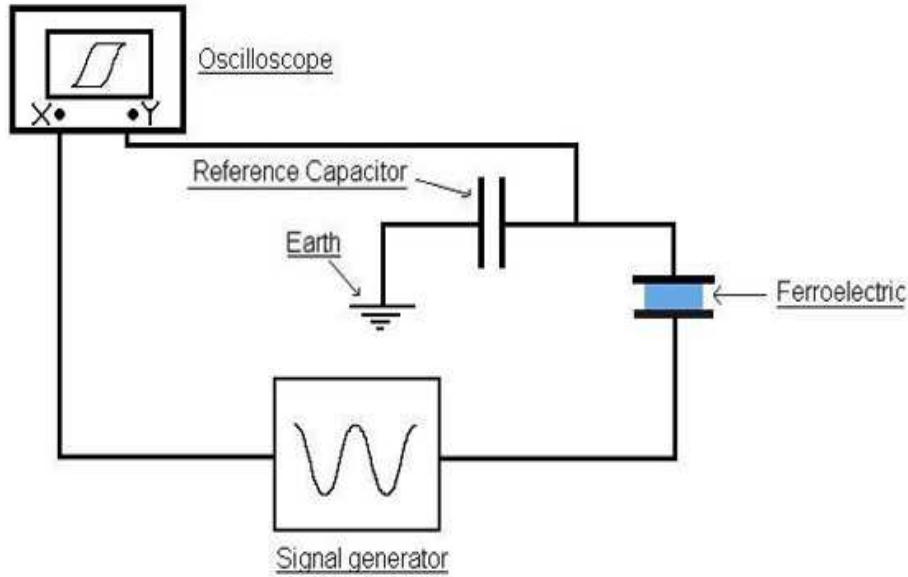 Oscilloscope
X Y
Reference Capacitor
Earth
Ferroelectric
Signal generator